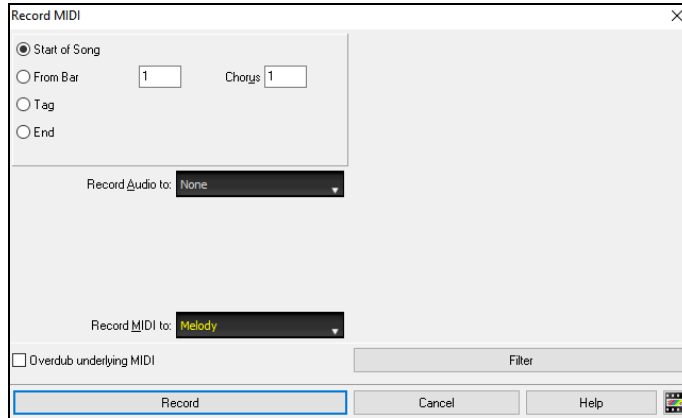 Record MIDI
Start of Song
From Bar 1 Chorus 1
Tag
End
Record Audio to: None
Record MIDI to: Melody
Overdub underlying MIDI Filter
Record Cancel Help